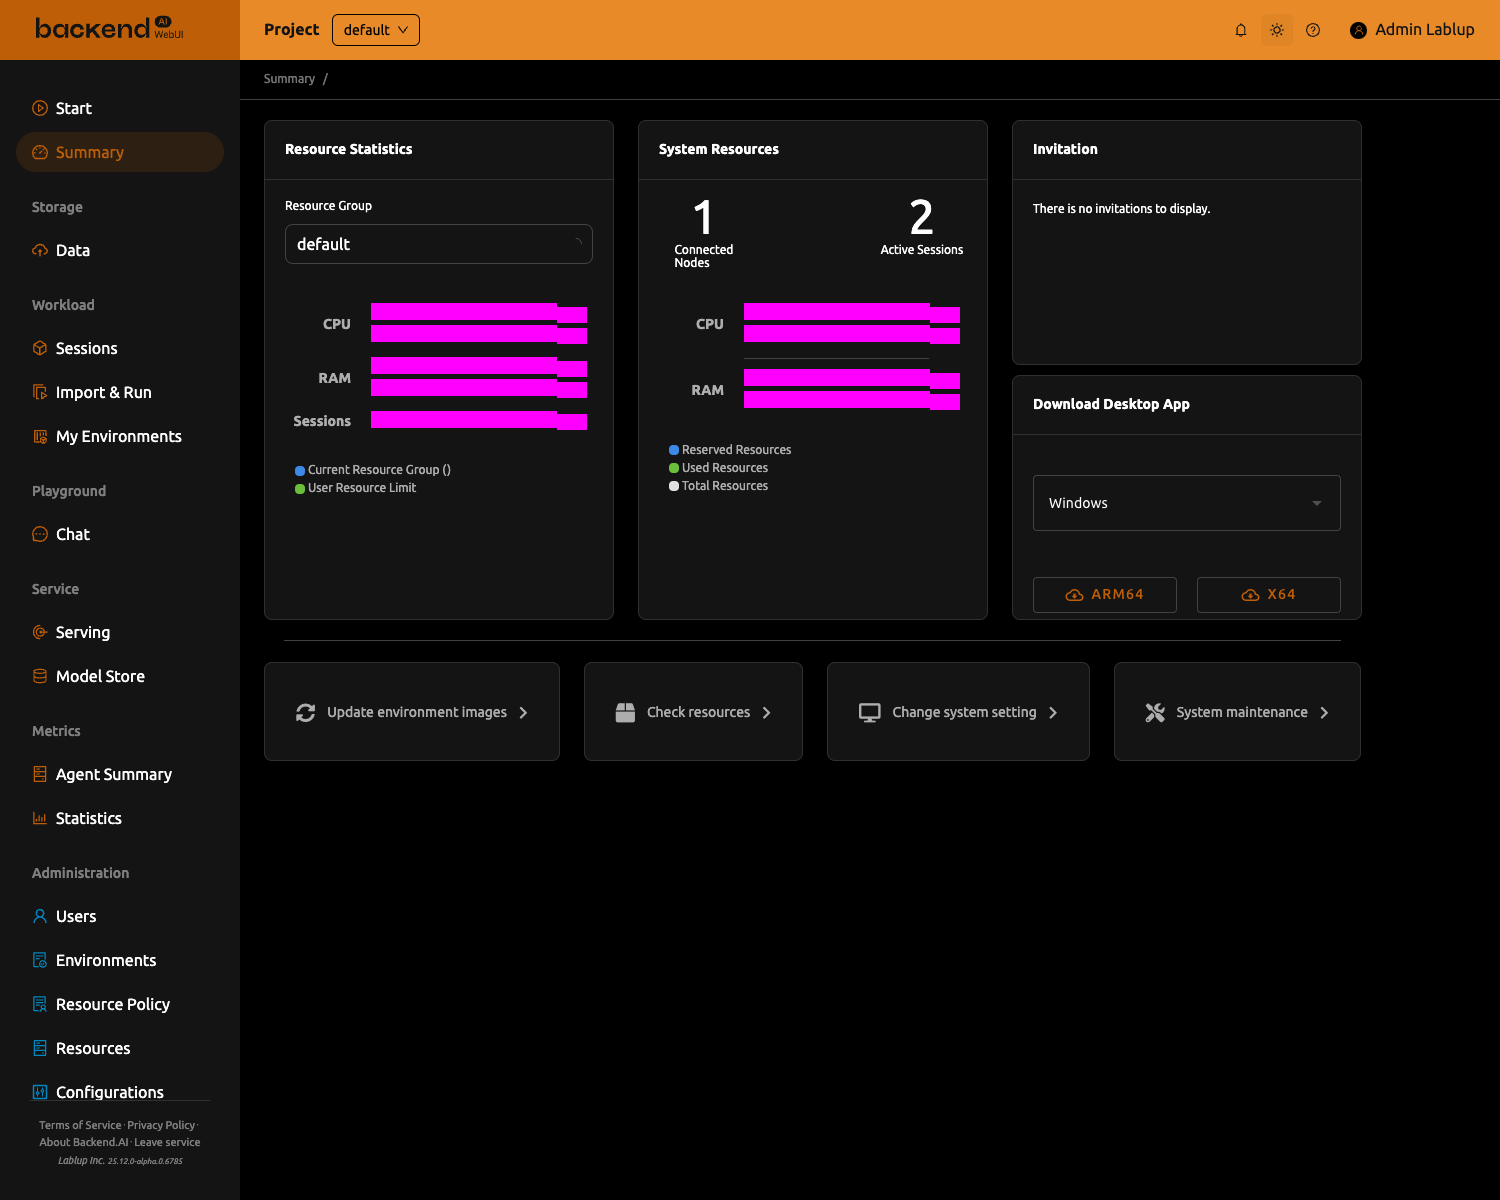 backend AI WebUI
Project default
Admin Lablup
Start
Summary
Storage
Data
Workload
Sessions
Import & Run
My Environments
Playground
Chat
Service
Serving
Model Store
Metrics
Agent Summary
Statistics
Administration
Users
Environments
Resource Policy
Resources
Configurations
Terms of Service · Privacy Policy ·
About Backend.AI · Leave service
Lablup Inc. 25.12.0-alpha.0.6785
Summary /
Resource Statistics
Resource Group
default
CPU
RAM
Sessions
Current Resource Group ()
User Resource Limit
System Resources
1
Connected
Nodes
2
Active Sessions
CPU
RAM
Reserved Resources
Used Resources
Total Resources
Invitation
There is no invitations to display.
Download Desktop App
Windows
ARM64
X64
Update environment images
Check resources
Change system setting
System maintenance